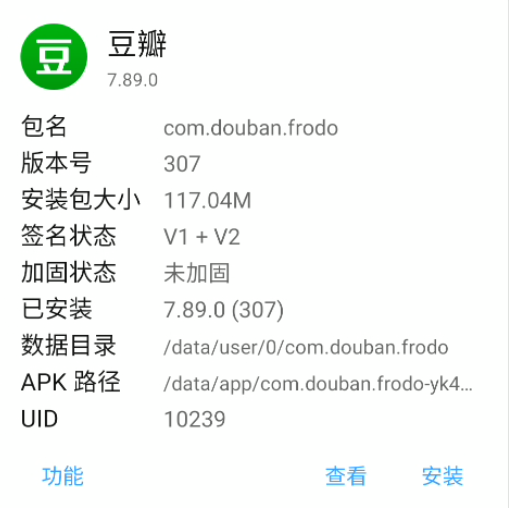 豆 豆瓣
7.89.0
包名 com.douban.frodo
版本号 307
安装包大小 117.04M
签名状态 V1 + V2
加固状态 未加固
已安装 7.89.0 (307)
数据目录 /data/user/0/com.douban.frodo
APK 路径 /data/app/com.douban.frodo-yk4...
UID 10239
功能 查看 安装